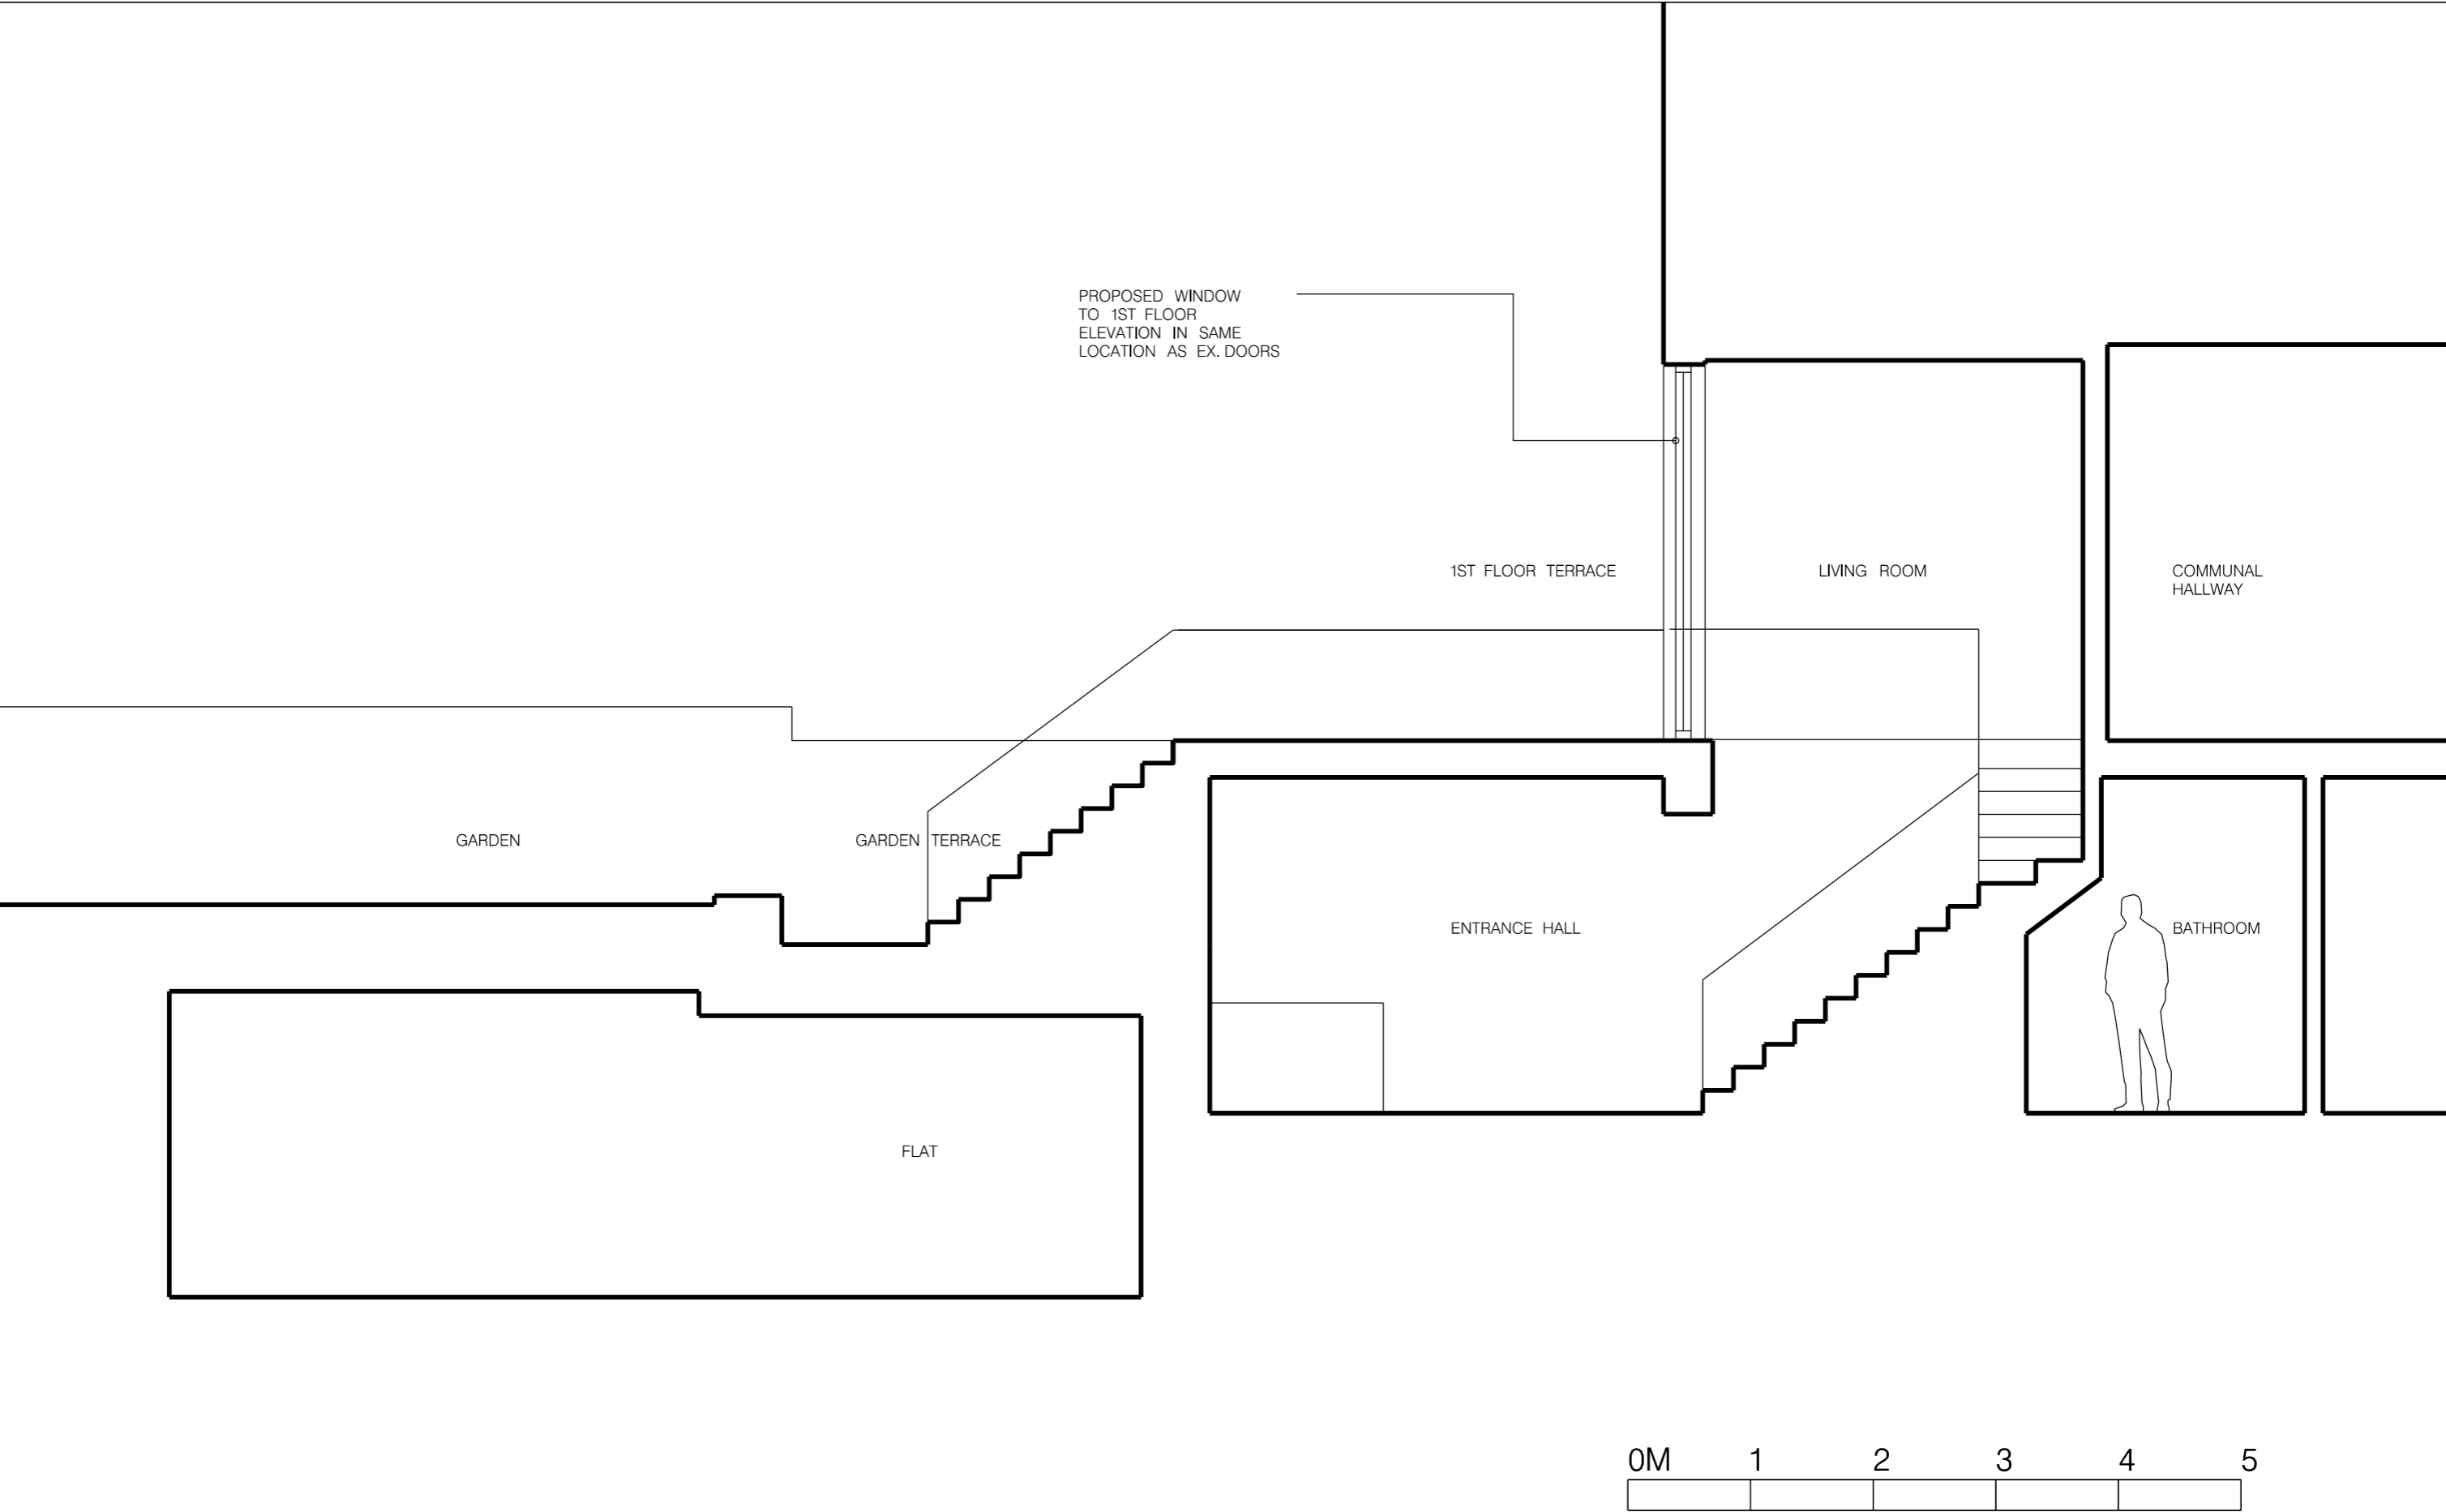 PROPOSED WINDOW
TO 1ST FLOOR
ELEVATION IN SAME
LOCATION AS EX. DOORS
1ST FLOOR TERRACE
LIVING ROOM
COMMUNAL
HALLWAY
GARDEN
GARDEN TERRACE
ENTRANCE HALL
BATHROOM
FLAT
0M 1 2 3 4 5